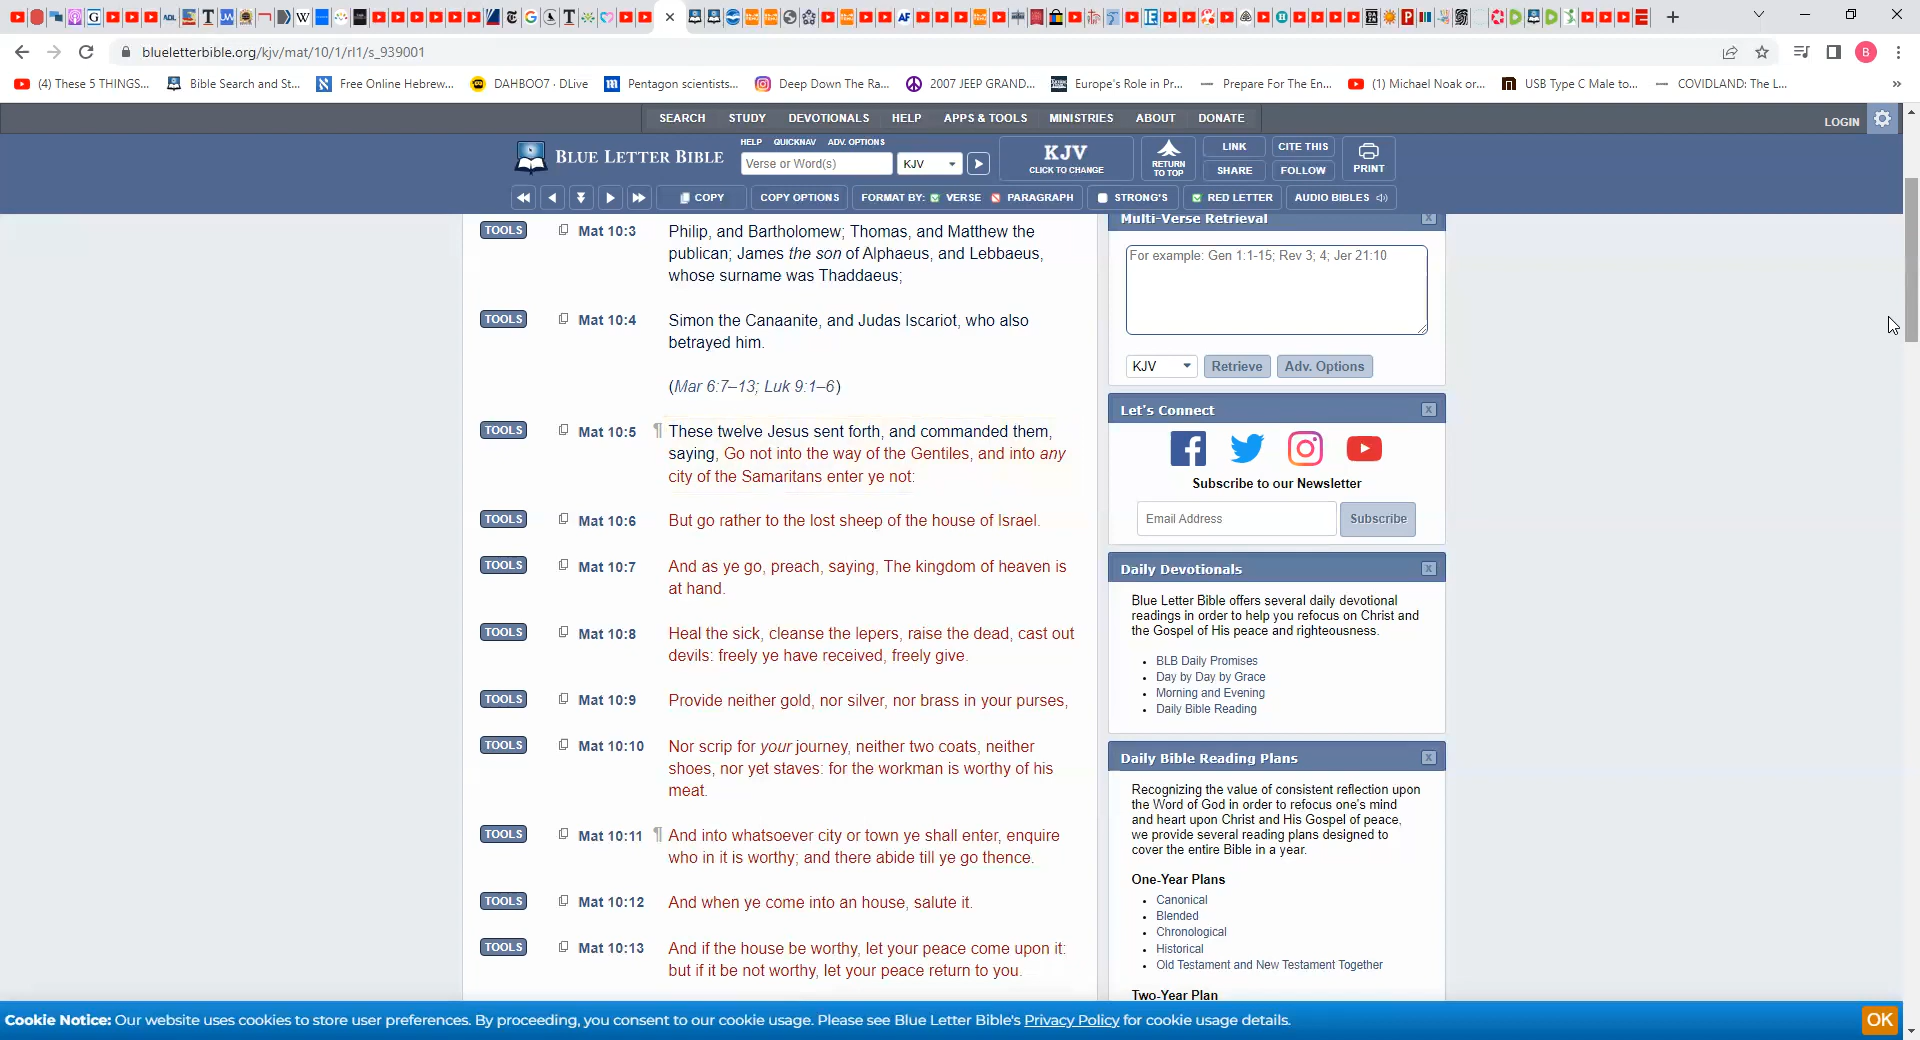 blueletterbible.org/kjv/mat/10/1/rl1/s_939001
B
(4) These 5 THINGS...
Bible Search and St...
Free Online Hebrew...
DAHBOO7 · DLive
Pentagon scientists...
Deep Down The Ra...
2007 JEEP GRAND...
Europe's Role in Pr...
Prepare For The En...
(1) Michael Noak or...
USB Type C Male to...
COVIDLAND: The L...
»
SEARCH STUDY DEVOTIONALS HELP APPS & TOOLS MINISTRIES ABOUT DONATE
LOGIN
BLUE LETTER BIBLE
HELP QUICKNAV ADV. OPTIONS
Verse or Word(s)
KJV
KJV
CLICK TO CHANGE
RETURN
TO TOP
LINK
CITE THIS
SHARE
FOLLOW
PRINT
COPY
COPY OPTIONS
FORMAT BY: VERSE PARAGRAPH
STRONG'S
RED LETTER
AUDIO BIBLES
TOOLS Mat 10:3 Philip, and Bartholomew; Thomas, and Matthew the
publican; James the son of Alphaeus, and Lebbaeus,
whose surname was Thaddaeus;
TOOLS Mat 10:4 Simon the Canaanite, and Judas Iscariot, who also
betrayed him.
(Mar 6:7–13; Luk 9:1–6)
TOOLS Mat 10:5 ¶ These twelve Jesus sent forth, and commanded them,
saying, Go not into the way of the Gentiles, and into any
city of the Samaritans enter ye not:
TOOLS Mat 10:6 But go rather to the lost sheep of the house of Israel.
TOOLS Mat 10:7 And as ye go, preach, saying, The kingdom of heaven is
at hand.
TOOLS Mat 10:8 Heal the sick, cleanse the lepers, raise the dead, cast out
devils: freely ye have received, freely give.
TOOLS Mat 10:9 Provide neither gold, nor silver, nor brass in your purses,
TOOLS Mat 10:10 Nor scrip for your journey, neither two coats, neither
shoes, nor yet staves: for the workman is worthy of his
meat.
TOOLS Mat 10:11 ¶ And into whatsoever city or town ye shall enter, enquire
who in it is worthy; and there abide till ye go thence.
TOOLS Mat 10:12 And when ye come into an house, salute it.
TOOLS Mat 10:13 And if the house be worthy, let your peace come upon it:
but if it be not worthy, let your peace return to you.
Multi-Verse Retrieval
X
For example: Gen 1:1-15; Rev 3; 4; Jer 21:10
KJV Retrieve Adv. Options
Let's Connect
X
Subscribe to our Newsletter
Email Address Subscribe
Daily Devotionals
X
Blue Letter Bible offers several daily devotional
readings in order to help you refocus on Christ and
the Gospel of His peace and righteousness.
• BLB Daily Promises
• Day by Day by Grace
• Morning and Evening
• Daily Bible Reading
Daily Bible Reading Plans
X
Recognizing the value of consistent reflection upon
the Word of God in order to refocus one's mind
and heart upon Christ and His Gospel of peace,
we provide several reading plans designed to
cover the entire Bible in a year.
One-Year Plans
• Canonical
• Blended
• Chronological
• Historical
• Old Testament and New Testament Together
Two-Year Plan
Cookie Notice: Our website uses cookies to store user preferences. By proceeding, you consent to our cookie usage. Please see Blue Letter Bible's Privacy Policy for cookie usage details.
OK